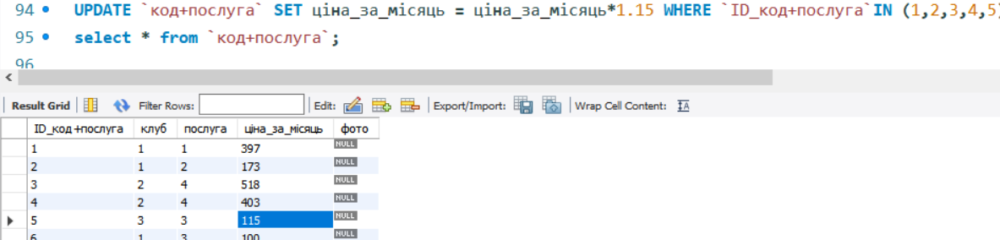 94 UPDATE `код+послуга` SET ціна_за_місяць = ціна_за_місяць*1.15 WHERE `ID_код+послуга`IN (1,2,3,4,5)
95 select * from `код+послуга`;
96
Result Grid Filter Rows: Edit: Export/Import: Wrap Cell Content: IA
ID_код+послуга клуб послуга ціна_за_місяць фото
1 1 1 397 NULL
2 1 2 173 NULL
3 2 4 518 NULL
4 2 4 403 NULL
5 3 3 115 NULL
6 1 3 100 NULL